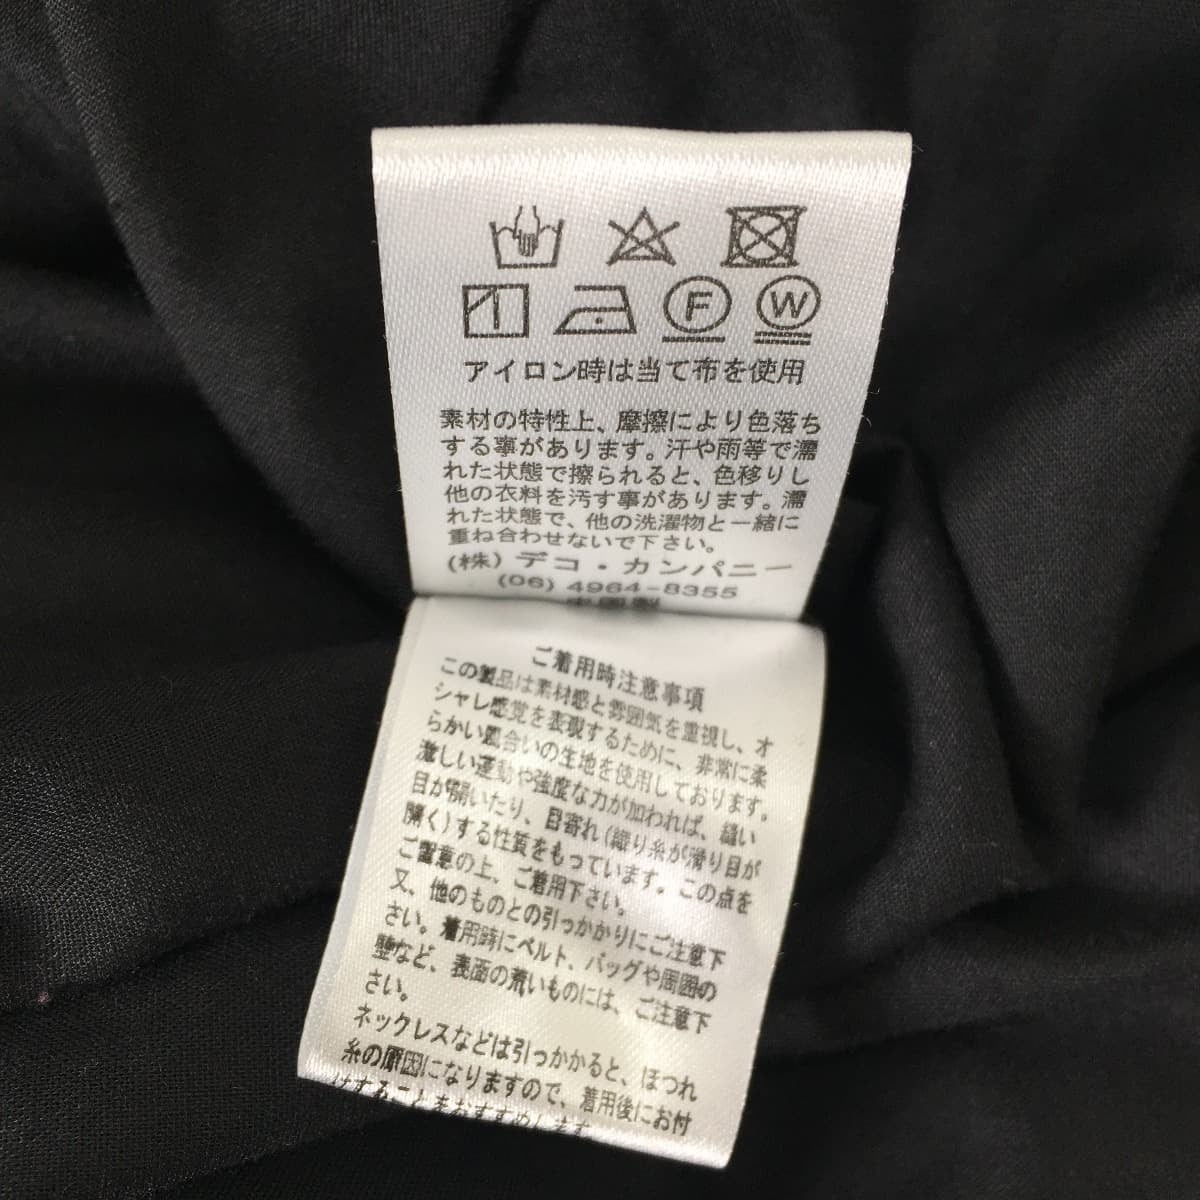 F W
アイロン時は当て布を使用
素材の特性上、摩擦により色落ち
する事があります。汗や雨等で濡
れた状態で擦られると、色移りし
他の衣料を汚す事があります。濡
れた状態で、他の洗濯物と一緒に
重ね合わせないで下さい。
(株) デコ・カンパニー
(06) 4964-8355
中国製
ご着用時注意事項
この製品は素材感と雰囲気を重視し、オ
シャレ感覚を表現するために、非常に柔
らかい風合いの生地を使用しております。
激しい運動や強度な力が加われば、縫い
目が開いたり、目寄れ(織り糸が滑り目が
開く)する性質をもっています。この点を
ご留意の上、ご着用下さい。
又、他のものとの引っかかりにご注意下
さい。着用時にベルト、バッグや周囲の
壁など、表面の荒いものには、ご注意下
さい。
ネックレスなどは引っかかると、ほつれ
糸の原因になりますので、着用後にお付
けすることをおすすめします